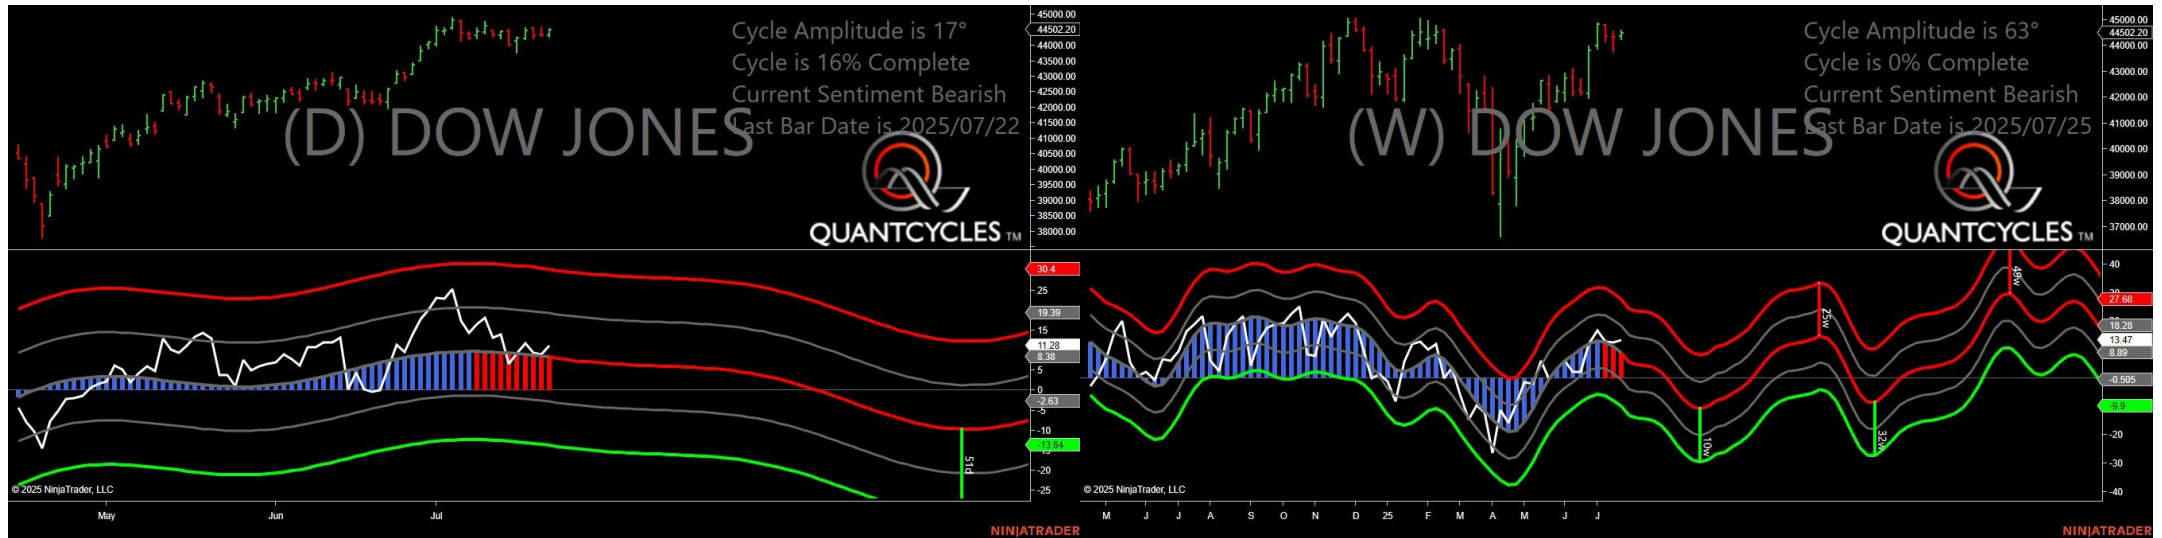 Cycle Amplitude is 17°
Cycle is 16% Complete
Current Sentiment Bearish
Last Bar Date is 2025/07/22
(D) DOW JONES
QUANTCYCLES TM
45000.00
44502.20
44000.00
43500.00
43000.00
42500.00
42000.00
41500.00
41000.00
40500.00
40000.00
39500.00
39000.00
38500.00
38000.00
30.4
25
19.39
15
11.28
8.38
5
0
-2.63
-5
-10
-13.64
-20
-25
51d
© 2025 NinjaTrader, LLC
May Jun Jul
NINJATRADER
Cycle Amplitude is 63°
Cycle is 0% Complete
Current Sentiment Bearish
Last Bar Date is 2025/07/25
(W) DOW JONES
QUANTCYCLES TM
45000.00
44502.20
44000.00
43000.00
42000.00
41000.00
40000.00
39000.00
38000.00
37000.00
40
27.68
18.28
13.47
8.89
-0.505
-9.9
-20
-30
-40
10w
25w
32w
49w
© 2025 NinjaTrader, LLC
M J J A S O N D 25 F M A M J J
NINJATRADER